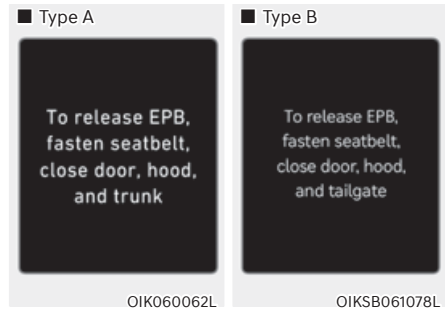 ■ Type A
To release EPB,
fasten seatbelt,
close door, hood,
and trunk
OIK060062L
■ Type B
To release EPB,
fasten seatbelt,
close door, hood,
and tailgate
OIKSB061078L